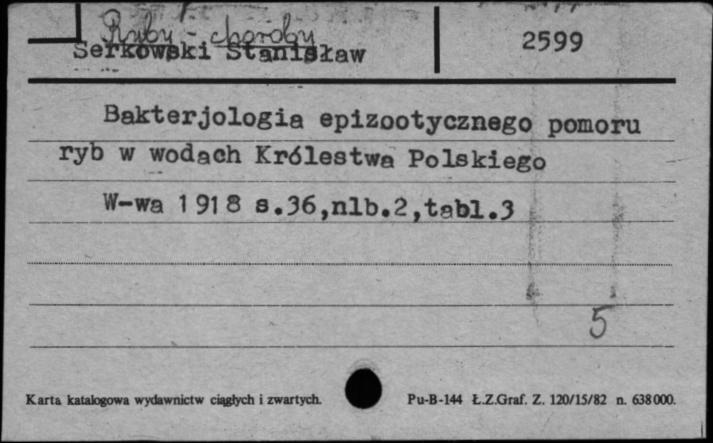 Ryby - choroby
Serkowski Stanisław
2599
Bakterjologia epizootycznego pomoru
ryb w wodach Królestwa Polskiego
W-wa 1918 s.36,nlb.2,tabl.3
5
Karta katalogowa wydawnictw ciągłych i zwartych.
Pu-B-144 Ł.Z.Graf. Z. 120/15/82 n. 638000.